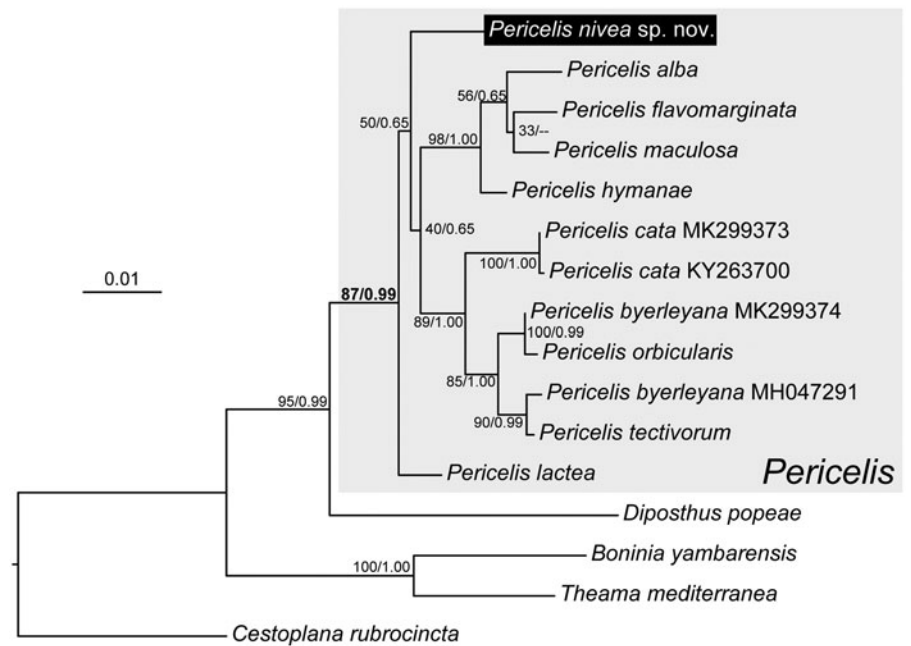 Pericelis nivea sp. nov.
Pericelis alba
56/0.65
Pericelis flavomarginata
50/0.65
33/--
98/1.00
Pericelis maculosa
Pericelis hymanae
Pericelis cata MK299373
40/0.65
100/1.00
Pericelis cata KY263700
0.01
87/0.99
Pericelis byerleyana MK299374
89/1.00
100/0.99
Pericelis orbicularis
85/1.00
Pericelis byerleyana MH047291
95/0.99
90/0.99
Pericelis tectivorum
Pericelis lactea
Pericelis
Diposthus popeae
Boninia yambarensis
100/1.00
Theama mediterranea
Cestoplana rubrocincta